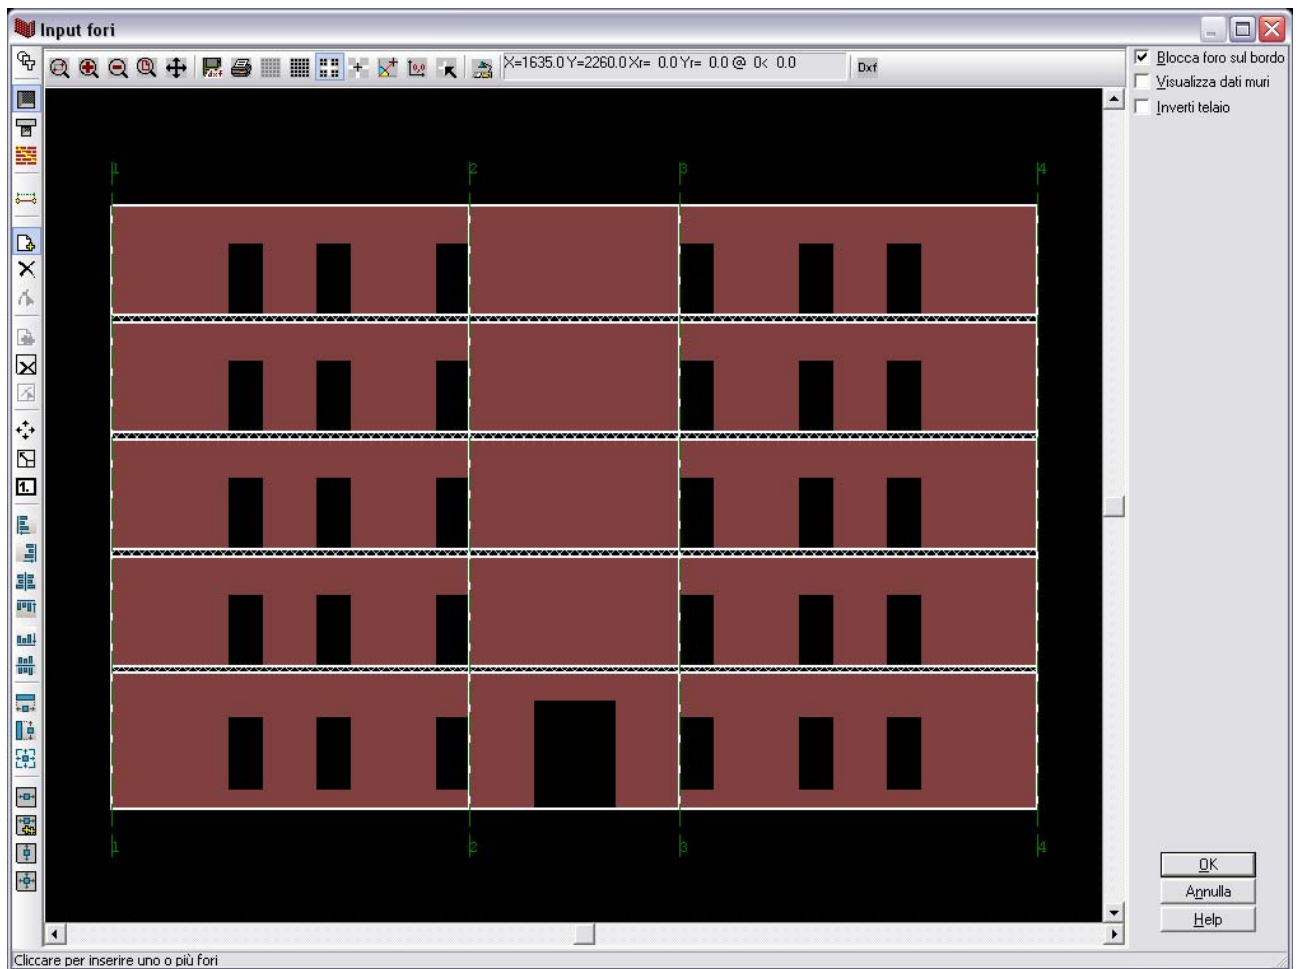 Input fori
X=1635.0 Y=2260.0 Xr= 0.0 Yr= 0.0 @ 0< 0.0
Dxf
Blocca foro sul bordo
Visualizza dati muri
Inverti telaio
1 2 3 4
1 2 3 4
OK
Annulla
Help
Cliccare per inserire uno o più fori